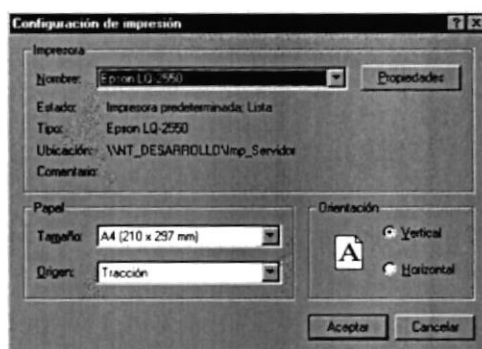 Configuración de impresión
Impresora
Nombre: Epson LQ-2550 Propiedades
Estado: Impresora predeterminada; Lista
Tipo: Epson LQ-2550
Ubicación: \\NT_DESARROLLO\Imp_Servidor
Comentario:
Papel
Tamaño: A4 (210 x 297 mm)
Origen: Tracción
Orientación
A
Vertical
Horizontal
Aceptar Cancelar